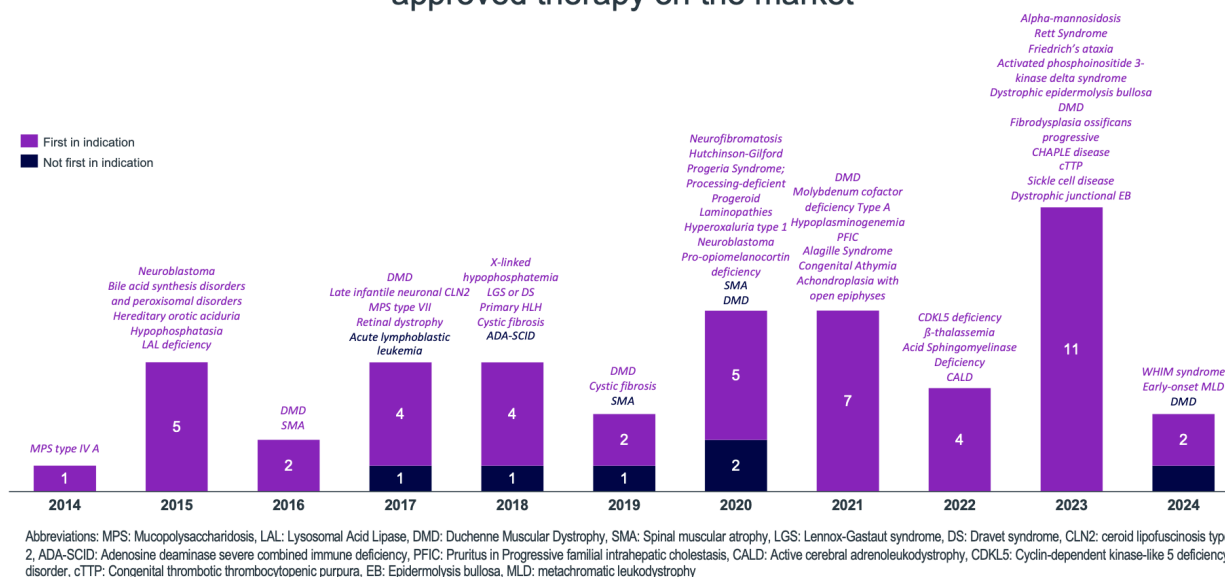 approved therapy on the market
First in indication
Not first in indication
MPS type IV A
1
2014
Neuroblastoma
Bile acid synthesis disorders
and peroxisomal disorders
Hereditary orotic aciduria
Hypophosphatasia
LAL deficiency
5
2015
DMD
SMA
2
2016
DMD
Late infantile neuronal CLN2
MPS type VII
Retinal dystrophy
Acute lymphoblastic
leukemia
4
1
2017
X-linked
hypophosphatemia
LGS or DS
Primary HLH
Cystic fibrosis
ADA-SCID
4
1
2018
DMD
Cystic fibrosis
SMA
2
1
2019
Neurofibromatosis
Hutchinson-Gilford
Progeria Syndrome;
Processing-deficient
Progeroid
Laminopathies
Hyperoxaluria type 1
Neuroblastoma
Pro-opiomelanocortin
deficiency
SMA
DMD
5
2
2020
DMD
Molybdenum cofactor
deficiency Type A
Hypoplasminogenemia
PFIC
Alagille Syndrome
Congenital Athymia
Achondroplasia with
open epiphyses
7
2021
CDKL5 deficiency
ß-thalassemia
Acid Sphingomyelinase
Deficiency
CALD
4
2022
Alpha-mannosidosis
Rett Syndrome
Friedrich's ataxia
Activated phosphoinositide 3-
kinase delta syndrome
Dystrophic epidermolysis bullosa
DMD
Fibrodysplasia ossificans
progressive
CHAPLE disease
cTTP
Sickle cell disease
Dystrophic junctional EB
11
2023
WHIM syndrome
Early-onset MLD
DMD
2
2024
Abbreviations: MPS: Mucopolysaccharidosis, LAL: Lysosomal Acid Lipase, DMD: Duchenne Muscular Dystrophy, SMA: Spinal muscular atrophy, LGS: Lennox-Gastaut syndrome, DS: Dravet syndrome, CLN2: ceroid lipofuscinosis type
2, ADA-SCID: Adenosine deaminase severe combined immune deficiency, PFIC: Pruritus in Progressive familial intrahepatic cholestasis, CALD: Active cerebral adrenoleukodystrophy, CDKL5: Cyclin-dependent kinase-like 5 deficiency
disorder, cTTP: Congenital thrombotic thrombocytopenic purpura, EB: Epidermolysis bullosa, MLD: metachromatic leukodystrophy